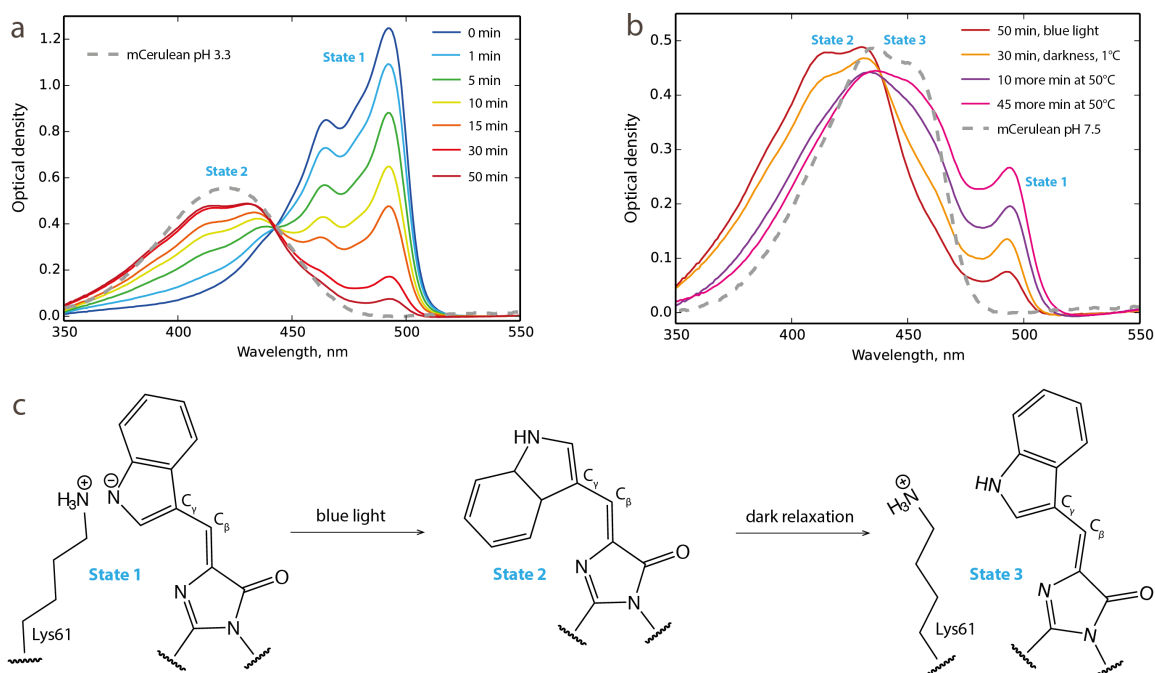 a
1.2
1.0
0.8
0.6
0.4
0.2
0.0
350
400
450
500
550
Optical density
Wavelength, nm
mCerulean pH 3.3
State 1
State 2
0 min
1 min
5 min
10 min
15 min
30 min
50 min
b
0.5
0.4
0.3
0.2
0.1
0.0
350
400
450
500
550
Optical density
Wavelength, nm
State 2
State 3
State 1
50 min, blue light
30 min, darkness, 1°C
10 more min at 50°C
45 more min at 50°C
mCerulean pH 7.5
c
⊕
H₃N
⊖
N
Cγ
Cβ
State 1
N
O
N
Lys61
blue light
HN
Cγ
Cβ
State 2
N
O
N
dark relaxation
⊕
H₃N
HN
Cγ
Cβ
State 3
N
O
N
Lys61